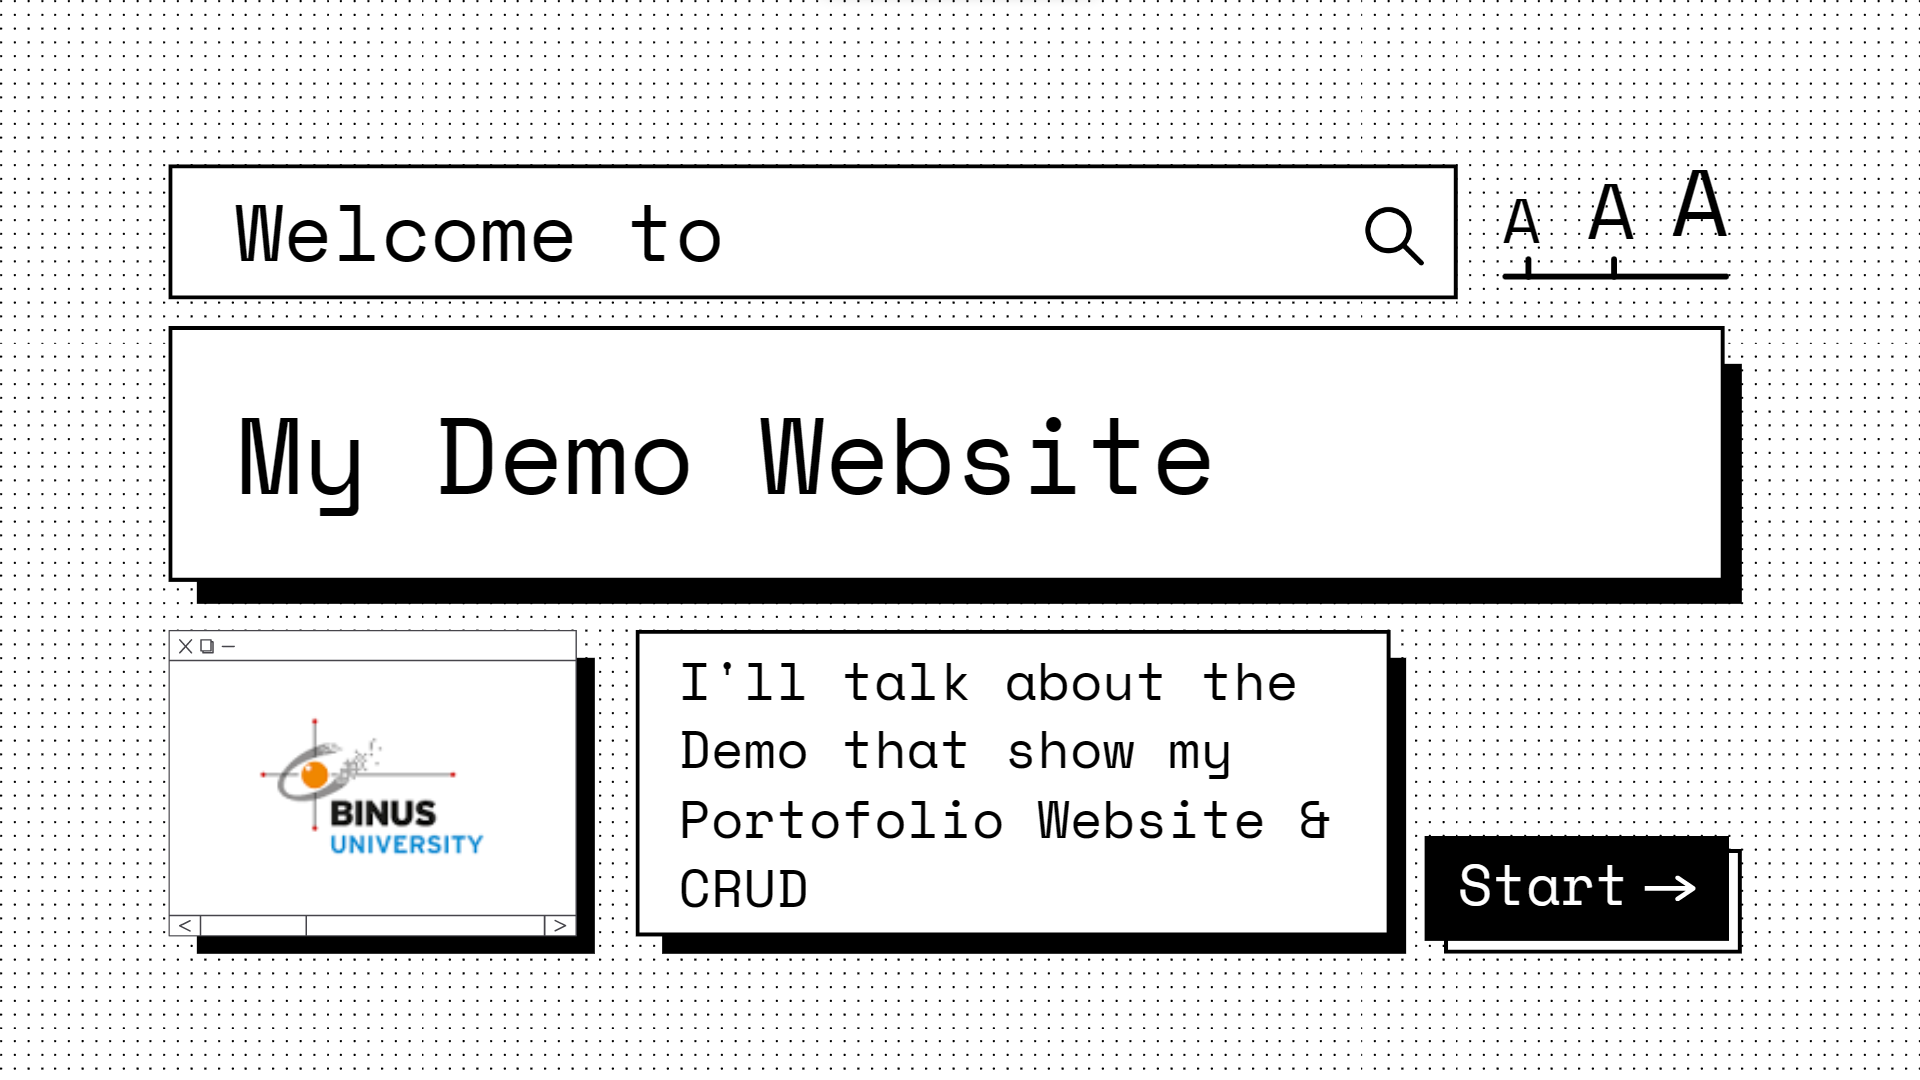 Welcome to
A A A
My Demo Website
BINUS
UNIVERSITY
I'll talk about the
Demo that show my
Portofolio Website &
CRUD
Start →